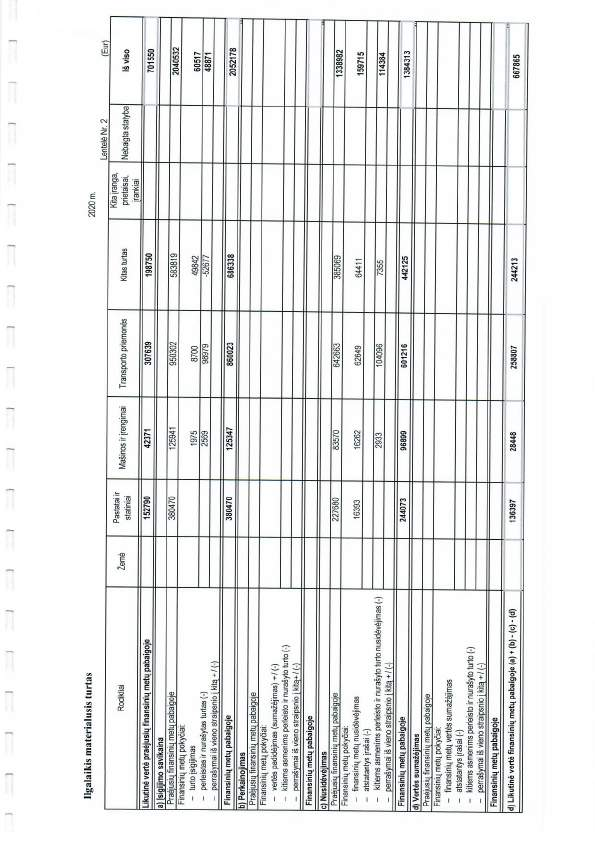 Ilgalaikis materialusis turtas
2020 m.
Lentelė Nr. 2
(Eur)
Rodikliai Žemė Pastatai ir statiniai Mašinos ir įrengimai Transporto priemonės Kitas turtas Kita įranga, prietaisai, įrankiai Nebaigta statyba Iš viso
Likutinė vertė praėjusių finansinių metų pabaigoje 152790 42371 307639 198750 701550
a) Įsigijimo savikaina
Praėjusių finansinių metų pabaigoje 380470 125941 950302 583819 2040532
Finansinių metų pokyčiai:
– turto įsigijimas 1975 8700 49842 60517
– perleistas ir nurašytas turtas (-) 2569 98979 -52677 48871
– perrašymai iš vieno straipsnio į kitą + / (-)
Finansinių metų pabaigoje 380470 125347 860023 686338 2052178
b) Perkainojimas
Praėjusių finansinių metų pabaigoje
Finansinių metų pokyčiai:
– vertės padidėjimas (sumažėjimas) + / (-)
– kitiems asmenims perleisto ir nurašyto turto (-)
– perrašymai iš vieno straipsnio į kitą+ / (-)
Finansinių metų pabaigoje
c) Nusidėvėjimas
Praėjusių finansinių metų pabaigoje 227680 83570 642663 385069 1338982
Finansinių metų pokyčiai:
– finansinių metų nusidėvėjimas 16393 16262 62649 64411 159715
– atstatantys įrašai (-)
– kitiems asmenims perleisto ir nurašyto turto nusidėvėjimas (-) 2933 104096 7355 114384
– perrašymai iš vieno straipsnio į kitą + / (-)
Finansinių metų pabaigoje 244073 96899 601216 442125 1384313
d) Vertės sumažėjimas
Praėjusių finansinių metų pabaigoje
Finansinių metų pokyčiai:
– finansinių metų vertės sumažėjimas
– atstatantys įrašai (-)
– kitiems asmenims perleisto ir nurašyto turto (-)
– perrašymai iš vieno straipsnio į kitą + / (-)
Finansinių metų pabaigoje
d) Likutinė vertė finansinių metų pabaigoje (a) + (b) - (c) - (d) 136397 28448 258807 244213 667865